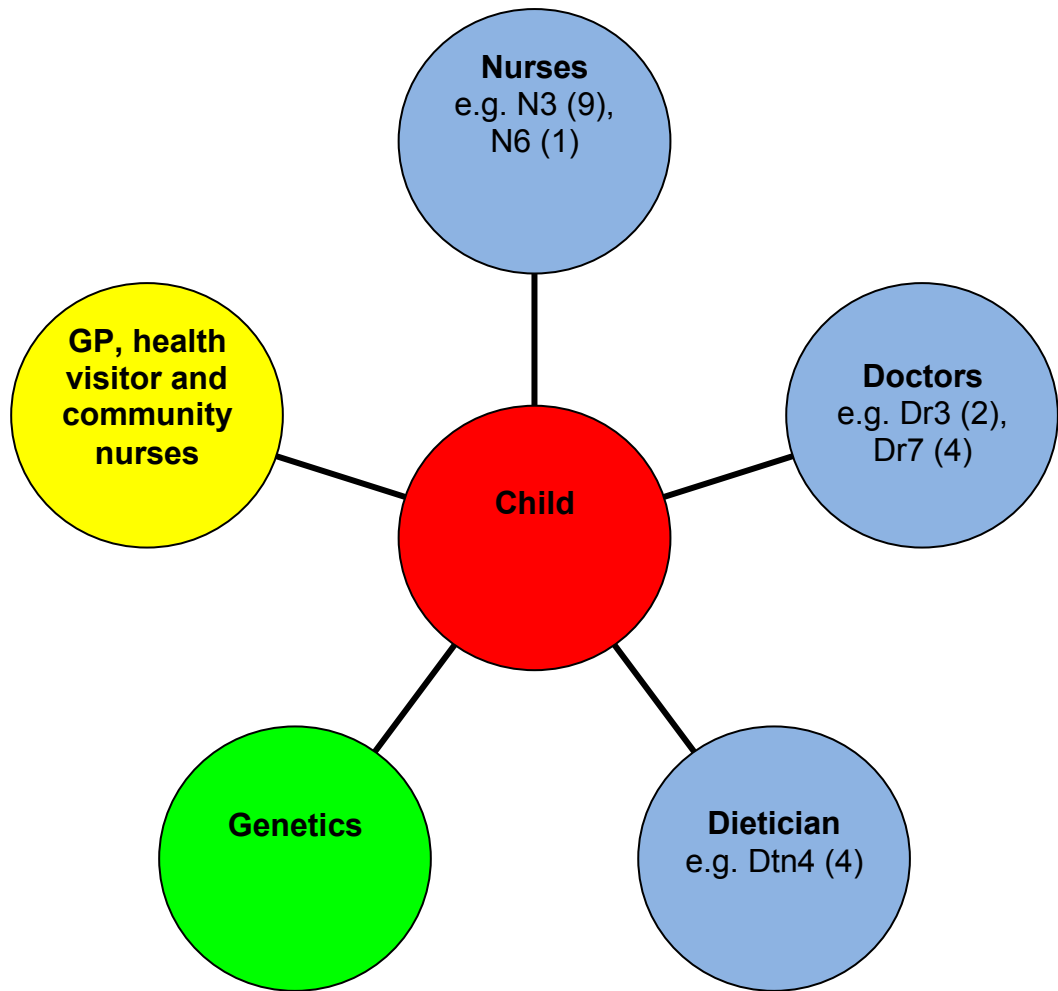 Nurses
e.g. N3 (9),
N6 (1)
GP, health
visitor and
community
nurses
Doctors
e.g. Dr3 (2),
Dr7 (4)
Child
Genetics
Dietician
e.g. Dtn4 (4)